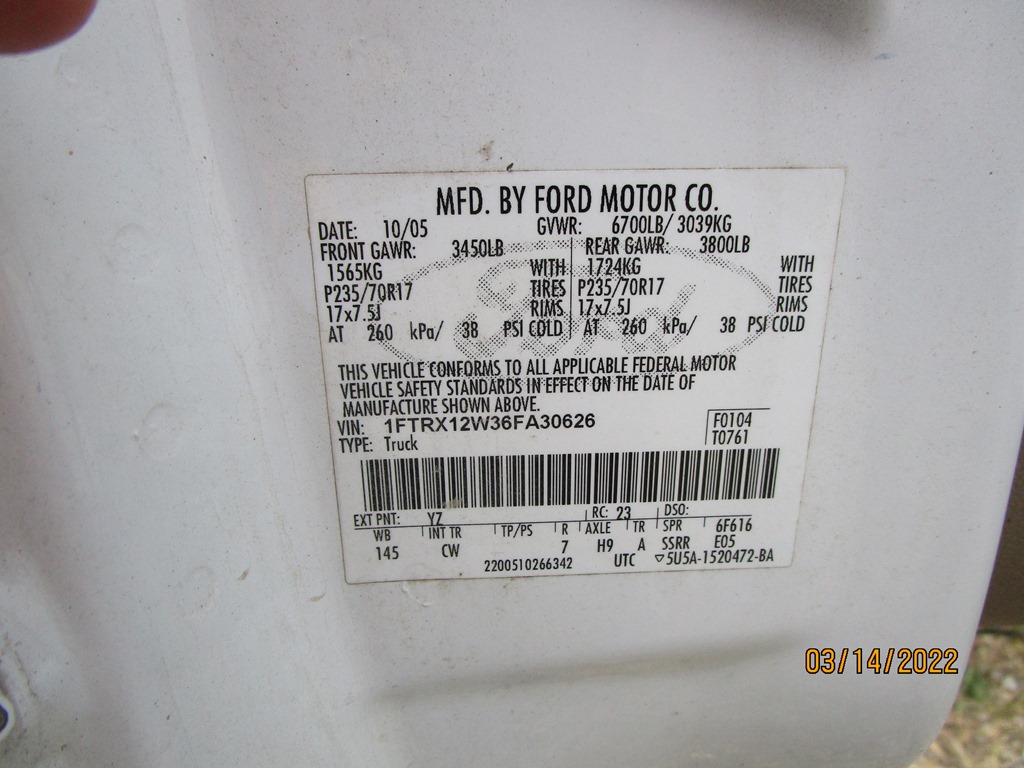 MFD. BY FORD MOTOR CO.
DATE: 10/05 GVWR: 6700LB/ 3039KG
FRONT GAWR: 3450LB REAR GAWR: 3800LB
1565KG WITH 1724KG WITH
P235/70R17 TIRES P235/70R17 TIRES
17x7.5J RIMS 17x7.5J RIMS
AT 260 kPa/ 38 PSI COLD AT 260 kPa/ 38 PSI COLD
THIS VEHICLE CONFORMS TO ALL APPLICABLE FEDERAL MOTOR
VEHICLE SAFETY STANDARDS IN EFFECT ON THE DATE OF
MANUFACTURE SHOWN ABOVE.
VIN: 1FTRX12W36FA30626 F0104
TYPE: Truck T0761
EXT PNT: YZ RC: 23 DSO:
WB INT TR TP/PS R AXLE TR SPR 6F616
145 CW 7 H9 A SSRR E05
2200510266342 UTC ▽5U5A-1520472-BA
03/14/2022